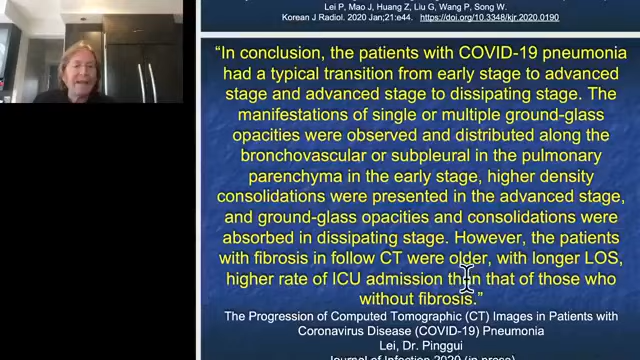 Lei P, Mao J, Huang Z, Liu G, Wang P, Song W.
Korean J Radiol. 2020 Jan;21:e44. https://doi.org/10.3348/kjr.2020.0190
“In conclusion, the patients with COVID-19 pneumonia
had a typical transition from early stage to advanced
stage and advanced stage to dissipating stage. The
manifestations of single or multiple ground-glass
opacities were observed and distributed along the
bronchovascular or subpleural in the pulmonary
parenchyma in the early stage, higher density
consolidations were presented in the advanced stage,
and ground-glass opacities and consolidations were
absorbed in dissipating stage. However, the patients
with fibrosis in follow CT were older, with longer LOS,
higher rate of ICU admission than that of those who
without fibrosis.”
The Progression of Computed Tomographic (CT) Images in Patients with
Coronavirus Disease (COVID-19) Pneumonia
Lei, Dr. Pinggui
Journal of Infection 2020 (in press)